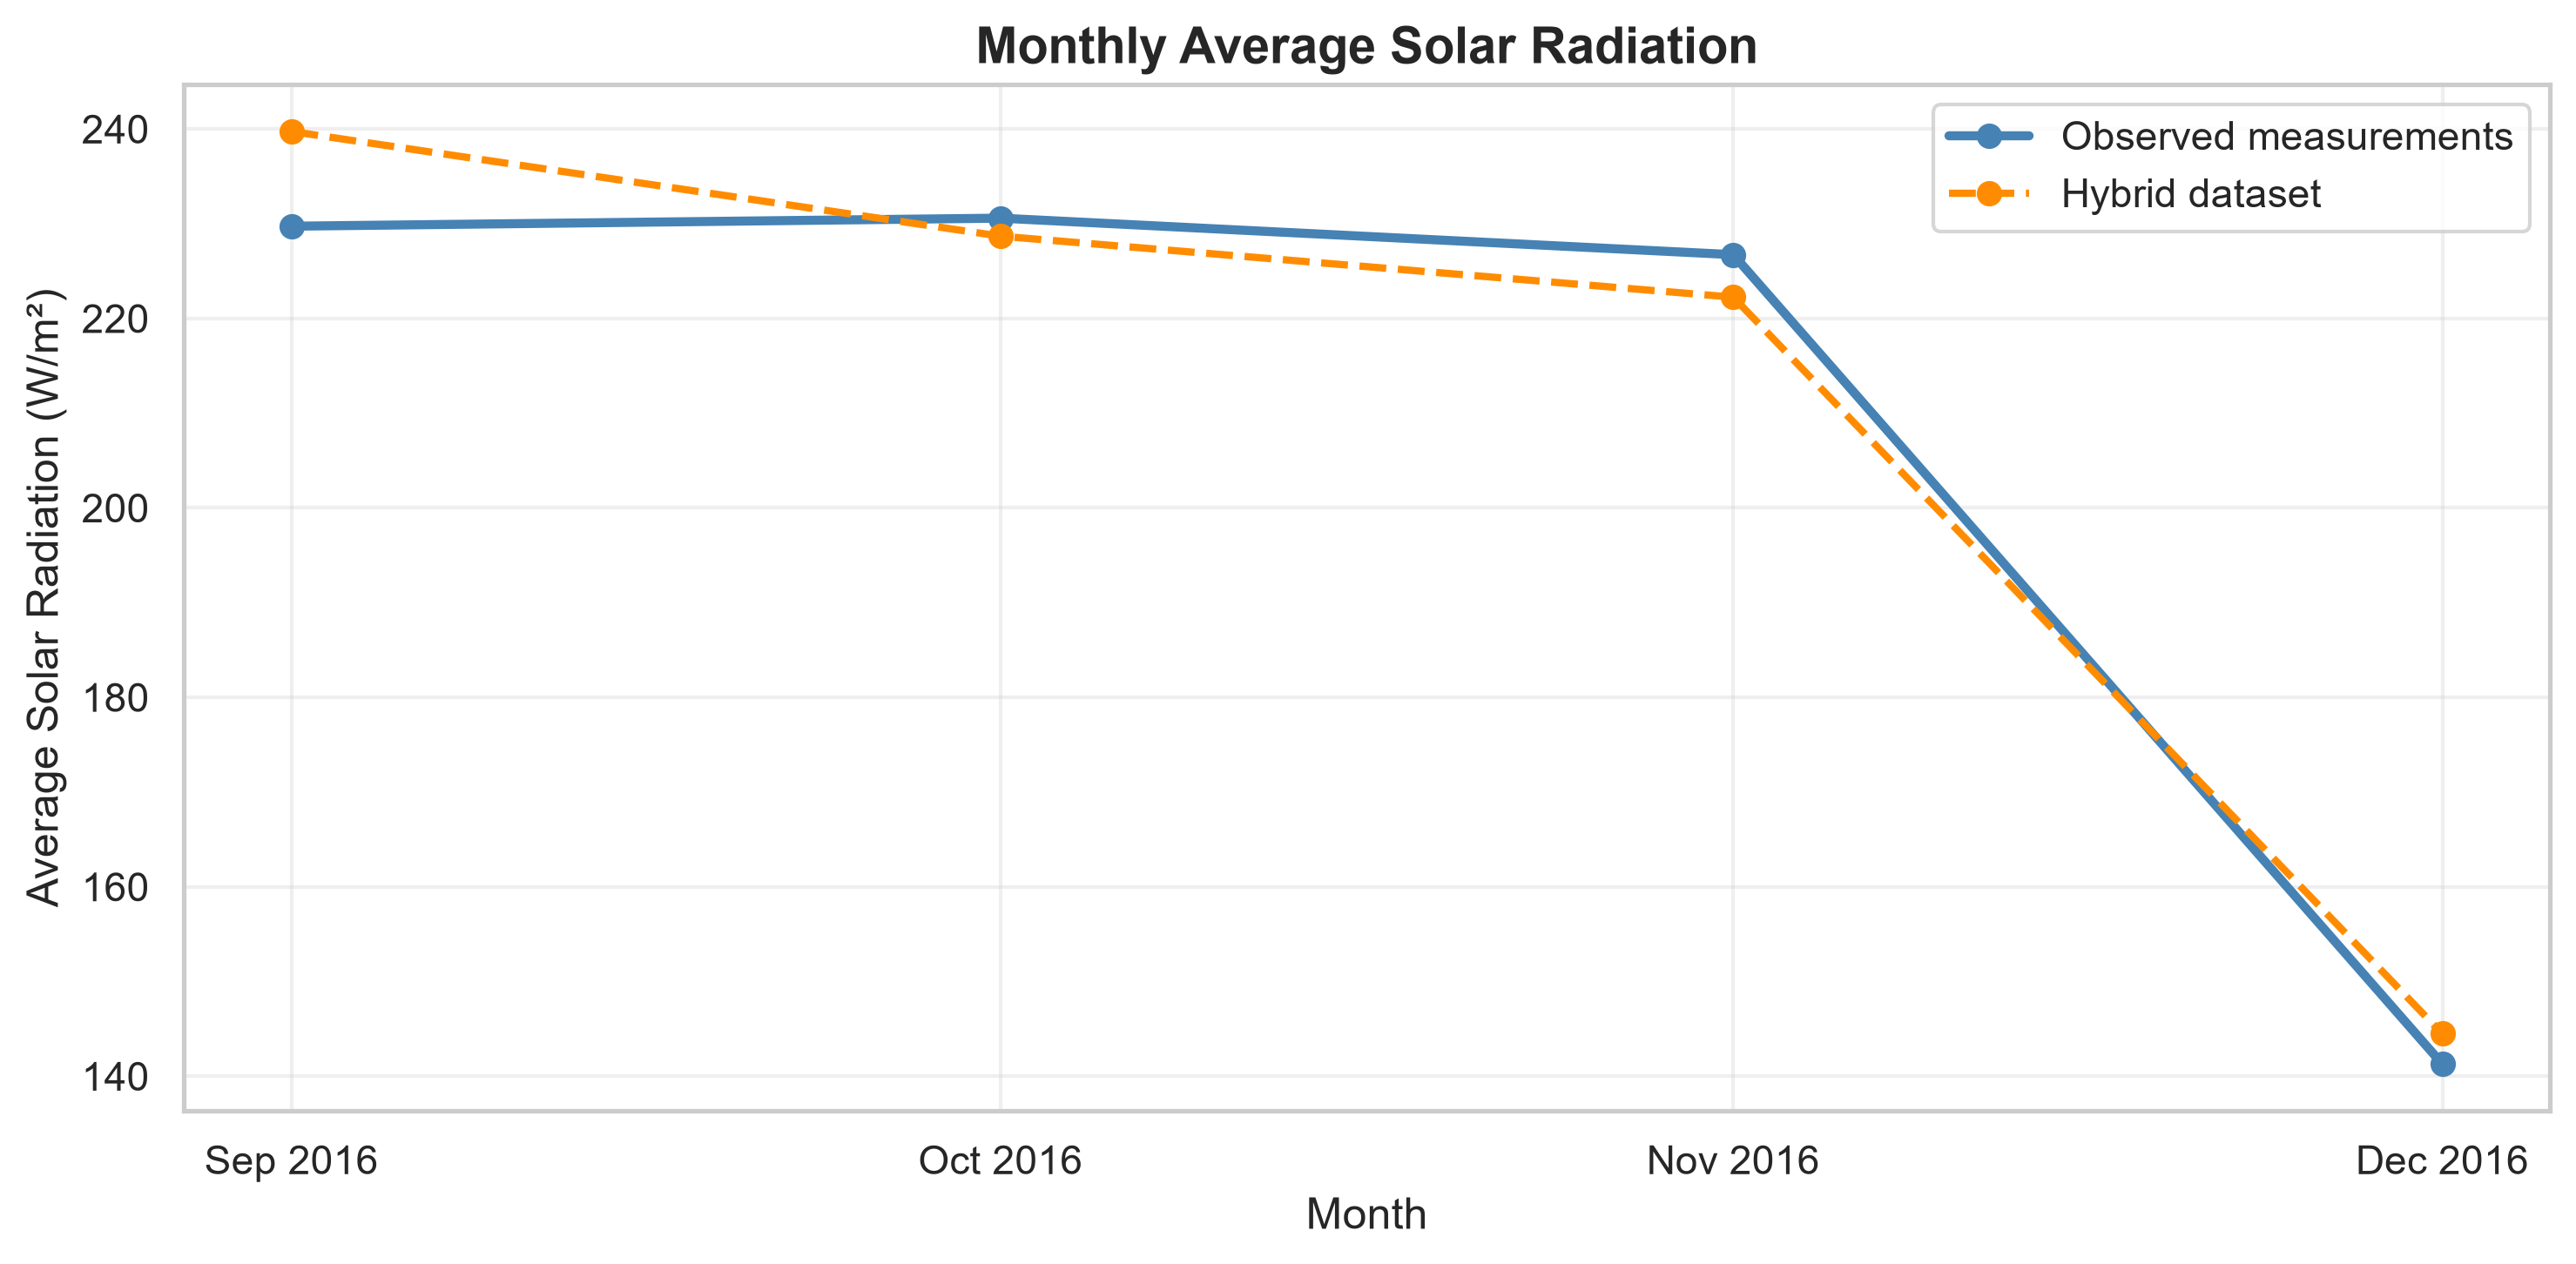 Monthly Average Solar Radiation
Observed measurements
Hybrid dataset
Average Solar Radiation (W/m²)
240
220
200
180
160
140
Sep 2016
Oct 2016
Nov 2016
Dec 2016
Month